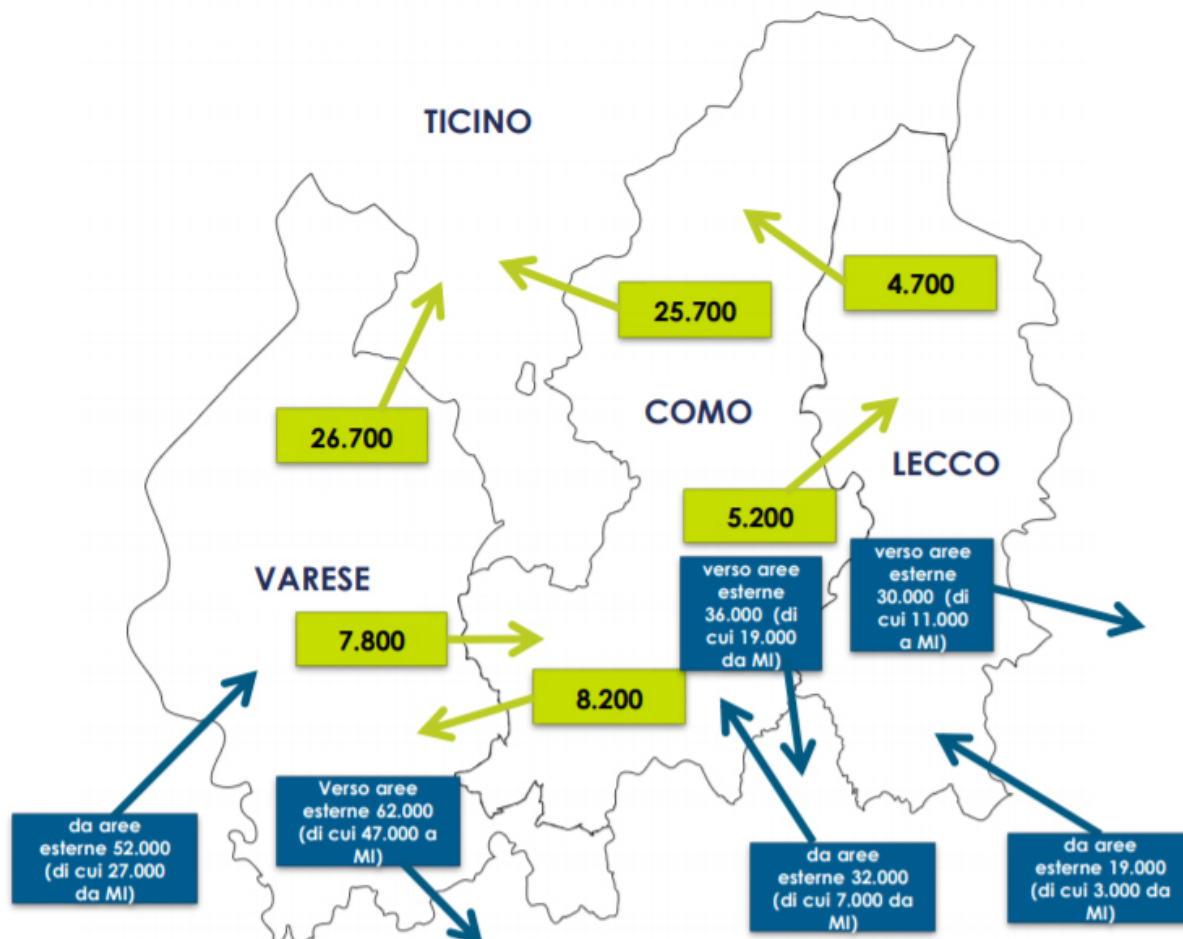 TICINO
4.700
25.700
COMO
26.700
LECCO
5.200
verso aree
esterne
30.000 (di
cui 11.000
a MI)
verso aree
esterne
36.000 (di
cui 19.000
da MI)
VARESE
7.800
8.200
Verso aree
esterne 62.000
(di cui 47.000 a
MI)
da aree
esterne 52.000
(di cui 27.000
da MI)
da aree
esterne 32.000
(di cui 7.000 da
MI)
da aree
esterne 19.000
(di cui 3.000 da
MI)